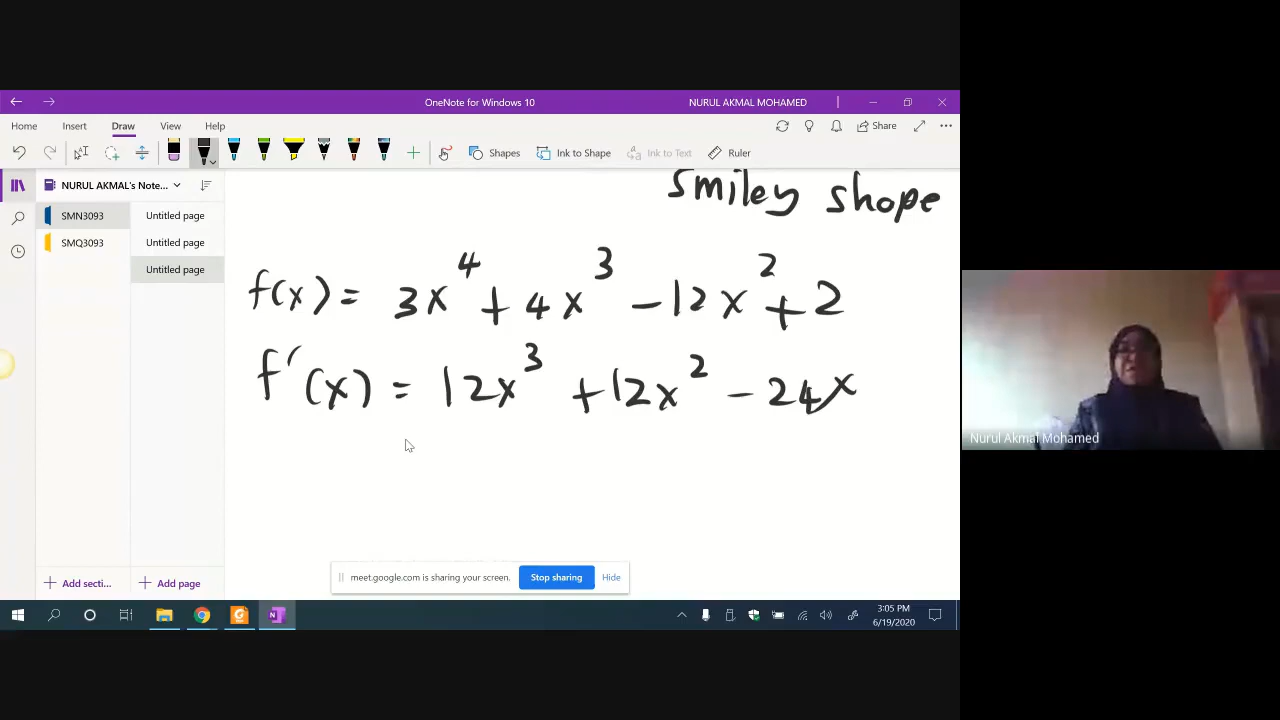 OneNote for Windows 10
NURUL AKMAL MOHAMED
Home Insert Draw View Help
Share
Shapes Ink to Shape Ink to Text Ruler
NURUL AKMAL's Note...
SMN3093
SMQ3093
Untitled page
Untitled page
Untitled page
smiley shope
f(x) = 3x⁴ + 4x³ - 12x² + 2
f'(x) = 12x³ + 12x² - 24x
Nurul Akmal Mohamed
meet.google.com is sharing your screen. Stop sharing Hide
Add secti... Add page
3:05 PM
6/19/2020